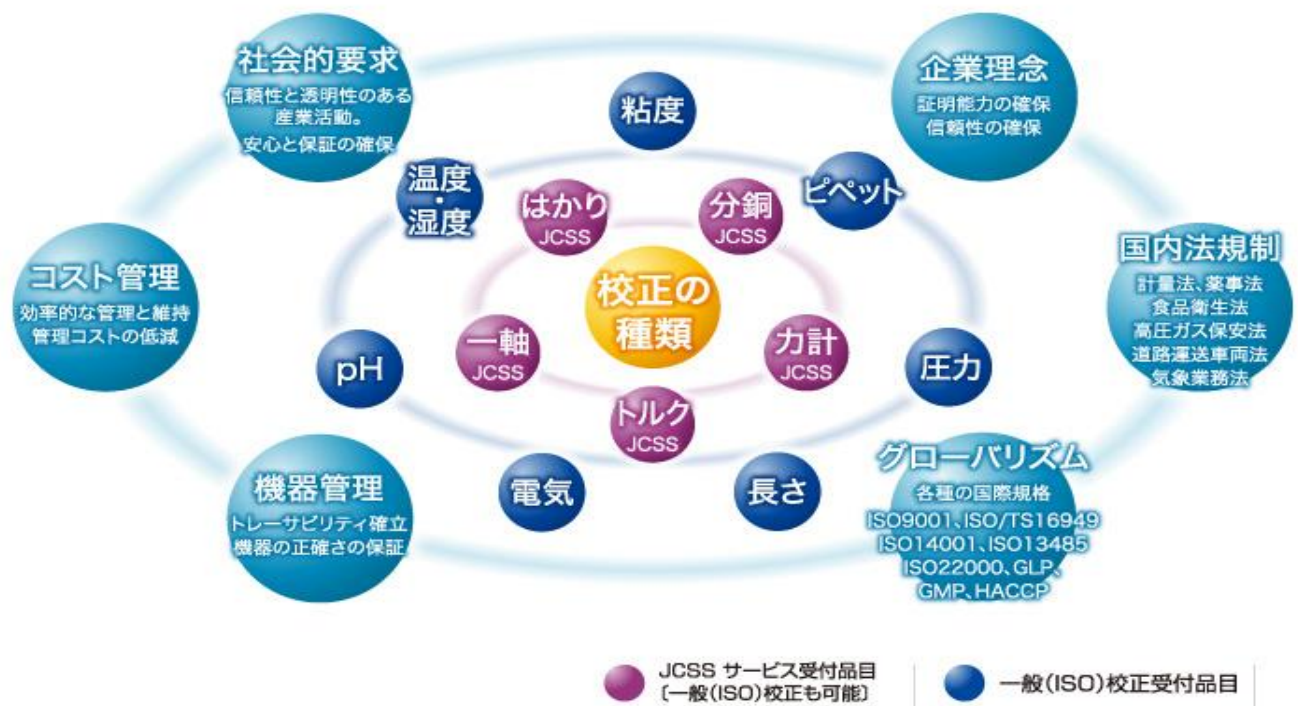 社会的要求
信頼性と透明性のある
産業活動。
安心と保証の確保
企業理念
証明能力の確保
信頼性の確保
粘度
温度
・
湿度
はかり
JCSS
分銅
JCSS
ピペット
コスト管理
効率的な管理と維持
管理コストの低減
校正の
種類
国内法規制
計量法、薬事法
食品衛生法
高圧ガス保安法
道路運送車両法
気象業務法
pH
一軸
JCSS
力計
JCSS
圧力
トルク
JCSS
機器管理
トレーサビリティ確立
機器の正確さの保証
電気
長さ
グローバリズム
各種の国際規格
ISO9001、ISO/TS16949
ISO14001、ISO13485
ISO22000、GLP、
GMP、HACCP
JCSS サービス受付品目
〔一般(ISO)校正も可能〕
一般(ISO)校正受付品目